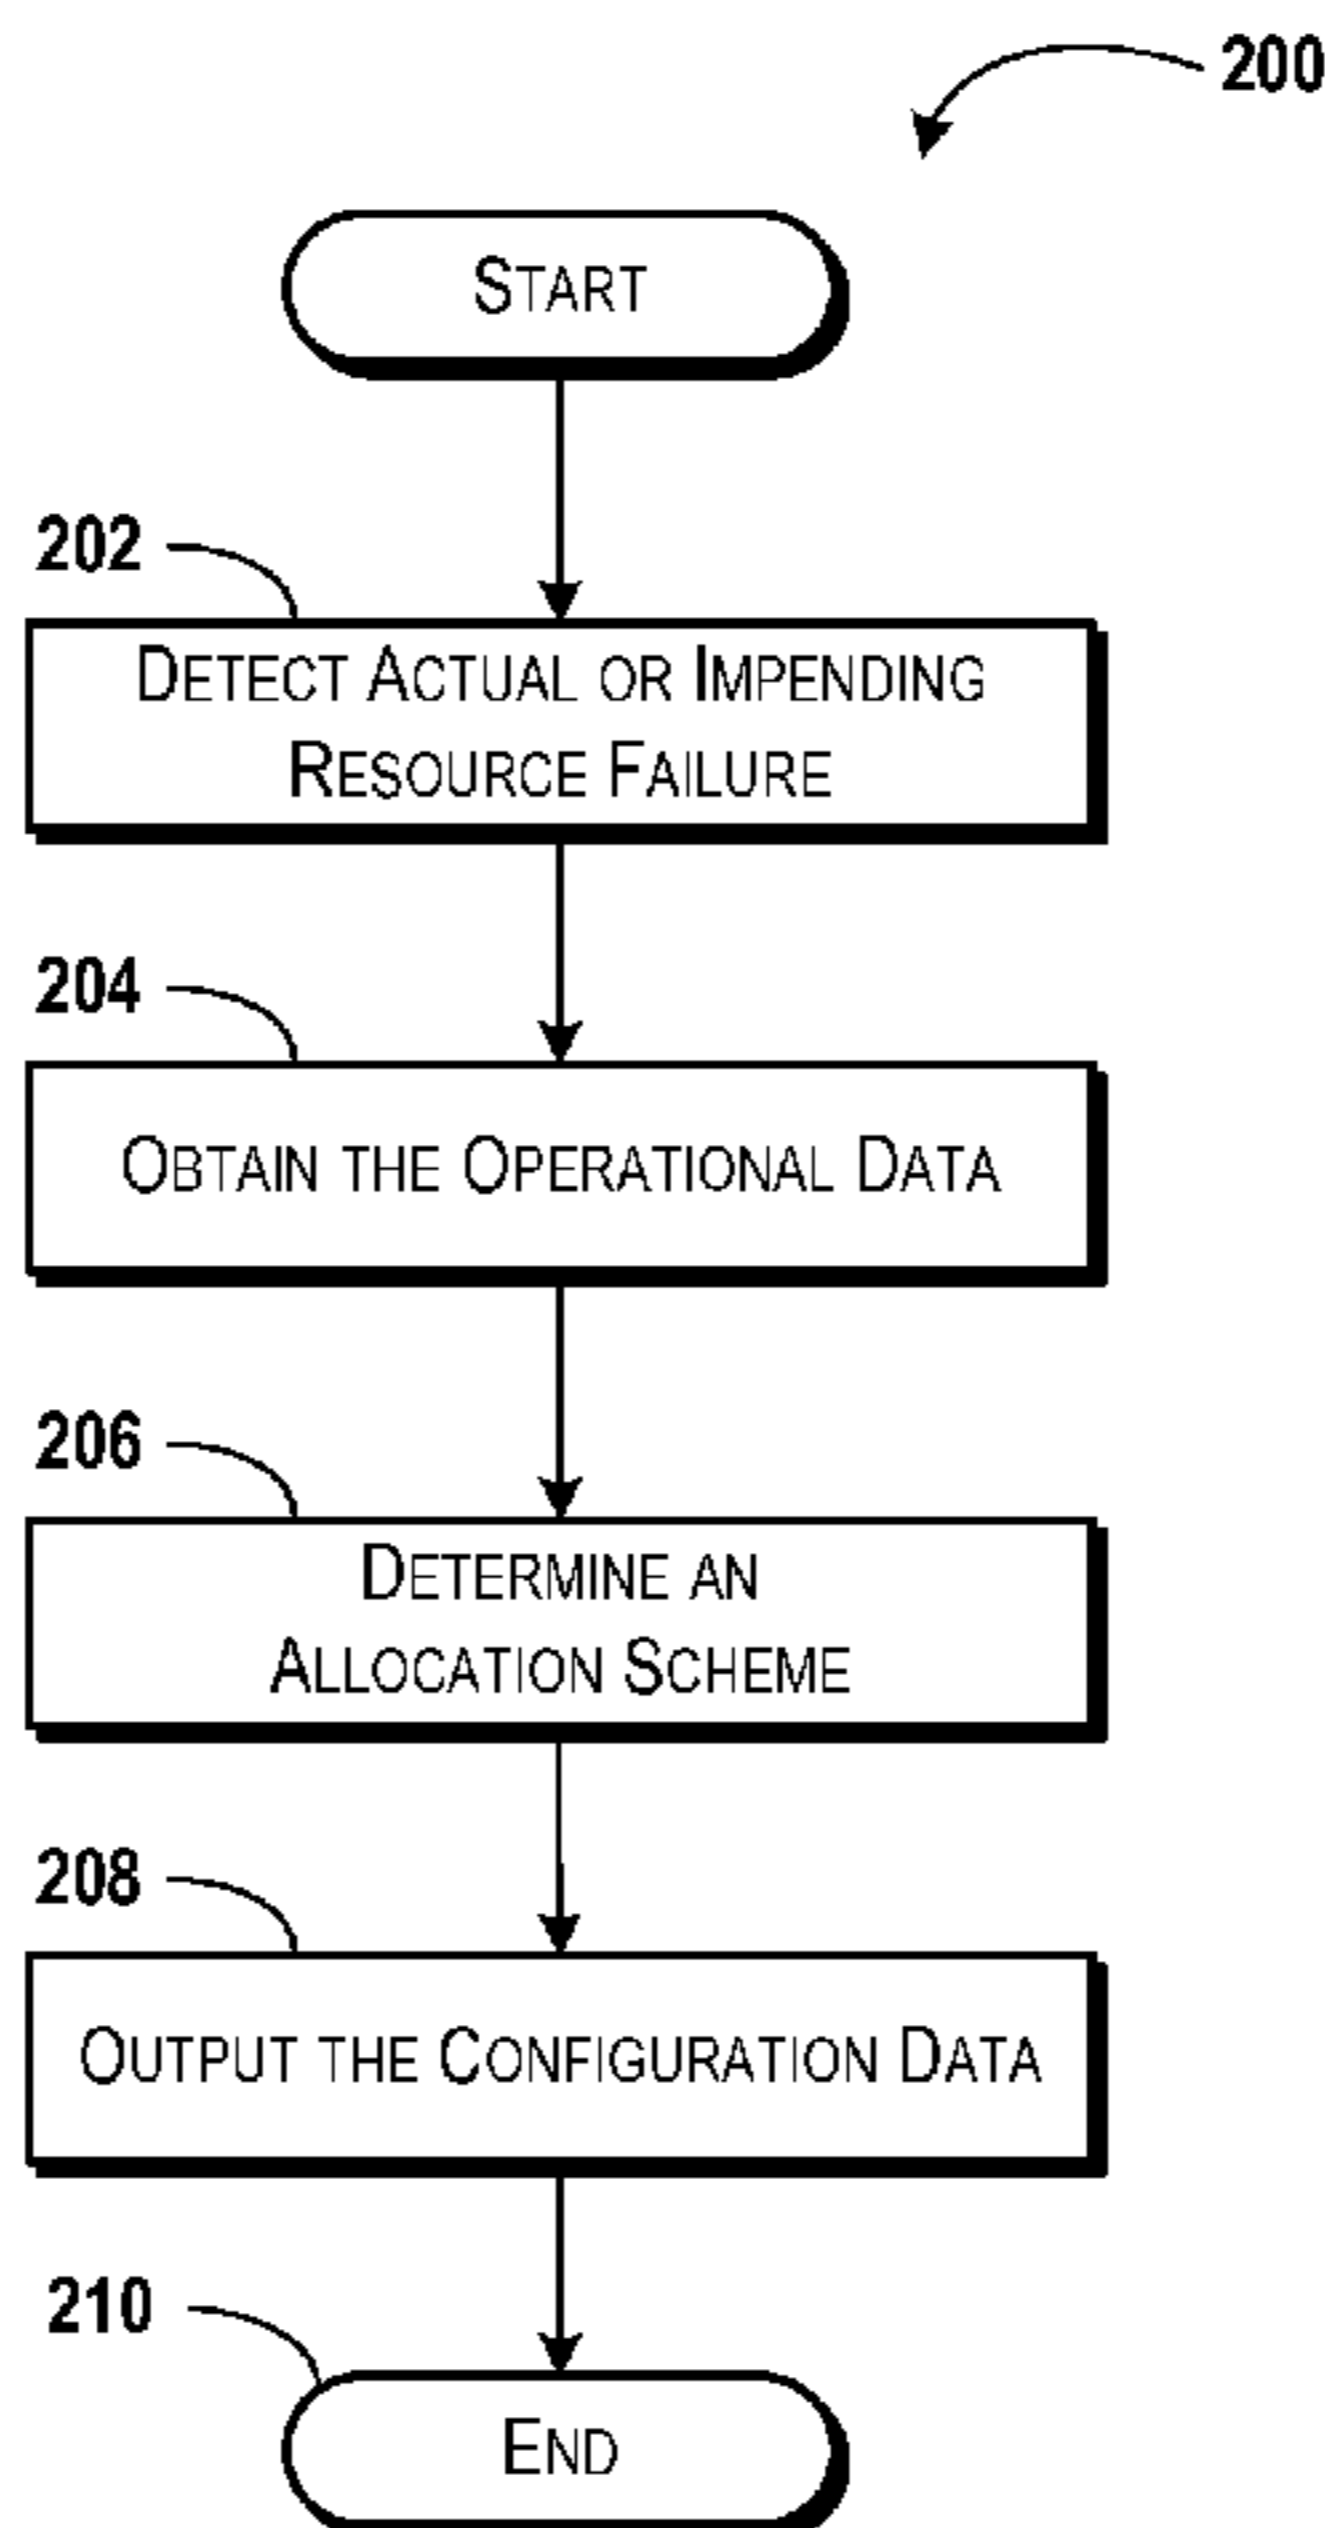 200
START
202
DETECT ACTUAL OR IMPENDING
RESOURCE FAILURE
204
OBTAIN THE OPERATIONAL DATA
206
DETERMINE AN
ALLOCATION SCHEME
208
OUTPUT THE CONFIGURATION DATA
210
END